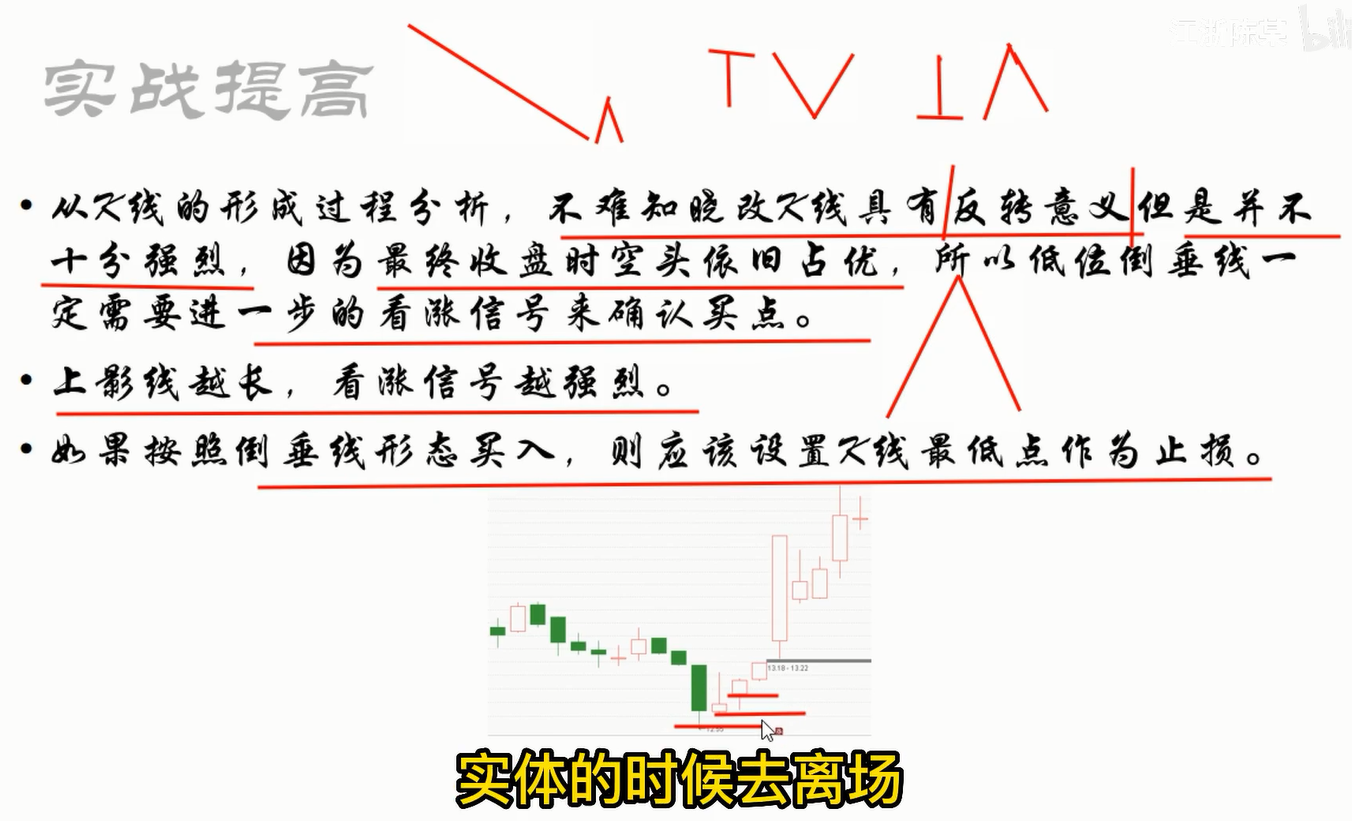 实战提高
• 从K线的形成过程分析，不难知晓改K线具有反转意义但是并不
十分强烈，因为最终收盘时空头依旧占优，所以低位倒垂线一
定需要进一步的看涨信号来确认买点。
• 上影线越长，看涨信号越强烈。
• 如果按照倒垂线形态买入，则应该设置K线最低点作为止损。
13.18-13.22
实体的时候去离场